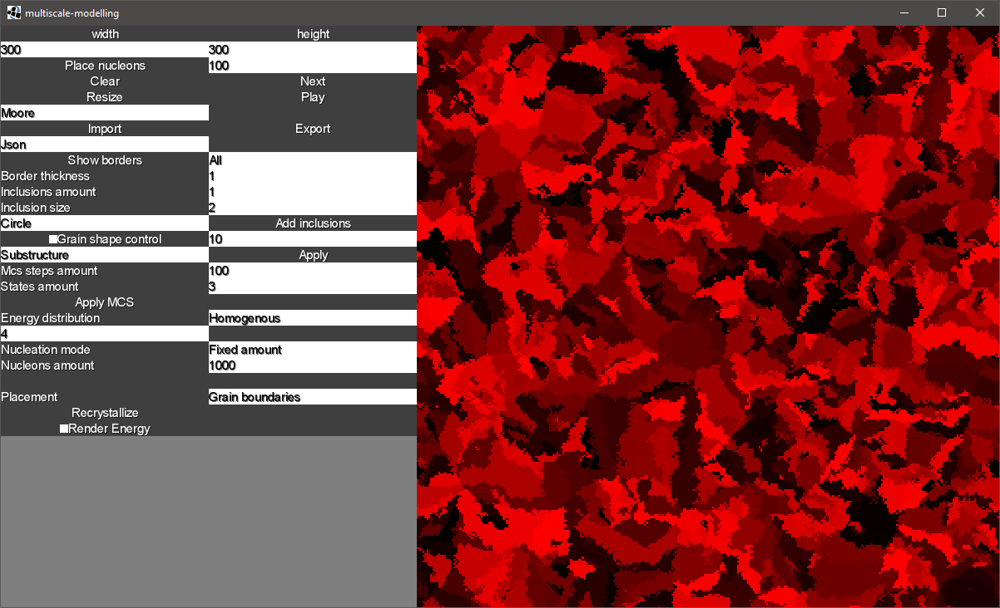 multiscale-modelling
width height
300 300
Place nucleons 100
Clear Next
Resize Play
Moore
Import Export
Json
Show borders All
Border thickness 1
Inclusions amount 1
Inclusion size 2
Circle Add inclusions
Grain shape control 10
Substructure Apply
Mcs steps amount 100
States amount 3
Apply MCS
Energy distribution Homogenous
4
Nucleation mode Fixed amount
Nucleons amount 1000
Placement Grain boundaries
Recrystallize
Render Energy